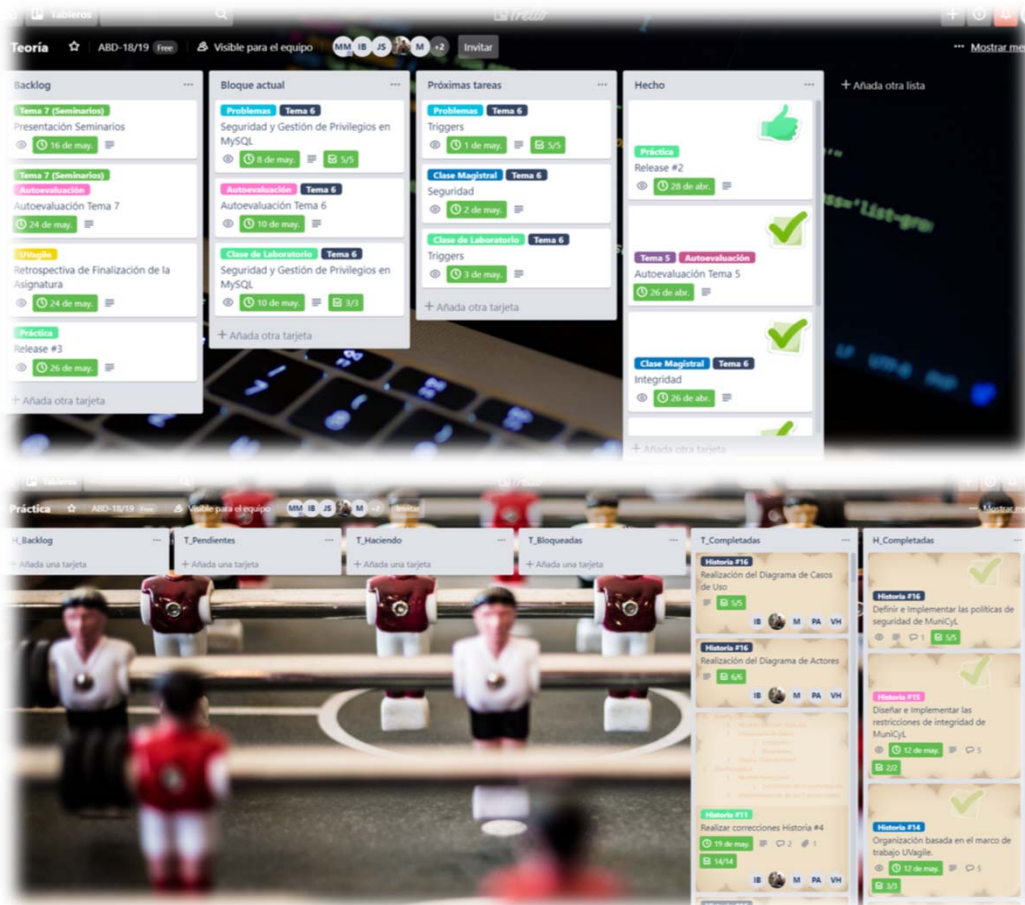 Tableros
Trello
Teoría
ABD-18/19 Free
Visible para el equipo
MM IB JS M +2
Invitar
Mostrar me
Backlog
Tema 7 (Seminarios)
Presentación Seminarios
16 de may.
Tema 7 (Seminarios)
Autoevaluación
Autoevaluación Tema 7
24 de may.
UVagile
Retrospectiva de Finalización de la
Asignatura
24 de may.
Práctica
Release #3
26 de may.
+ Añada otra tarjeta
Bloque actual
Problemas Tema 6
Seguridad y Gestión de Privilegios en
MySQL
8 de may. 5/5
Autoevaluación Tema 6
Autoevaluación Tema 6
10 de may.
Clase de Laboratorio Tema 6
Seguridad y Gestión de Privilegios en
MySQL
10 de may. 3/3
+ Añada otra tarjeta
Próximas tareas
Problemas Tema 6
Triggers
1 de may. 5/5
Clase Magistral Tema 6
Seguridad
2 de may.
Clase de Laboratorio Tema 6
Triggers
3 de may.
+ Añada otra tarjeta
Hecho
Práctica
Release #2
28 de abr.
Tema 5 Autoevaluación
Autoevaluación Tema 5
26 de abr.
Clase Magistral Tema 6
Integridad
26 de abr.
+ Añada otra tarjeta
+ Añada otra lista
Tableros
Trello
Práctica
ABD-18/19 Free
Visible para el equipo
MM IB JS M +2
Invitar
Mostrar me
H_Backlog
Añada una tarjeta
T_Pendientes
+ Añada una tarjeta
T_Haciendo
+ Añada una tarjeta
T_Bloqueadas
+ Añada una tarjeta
T_Completadas
Historia #16
Realización del Diagrama de Casos
de Uso
5/5
IB M PA VH
Historia #16
Realización del Diagrama de Actores
6/6
IB M PA VH
Historia #11
Realizar correcciones Historia #4
19 de may. 2 1
14/14
IB M PA VH
H_Completadas
Historia #16
Definir e Implementar las políticas de
seguridad de MuniCyL
1 5/5
Historia #15
Diseñar e Implementar las
restricciones de integridad de
MuniCyL
12 de may. 5
2/2
Historia #14
Organización basada en el marco de
trabajo UVagile.
12 de may. 5
3/3